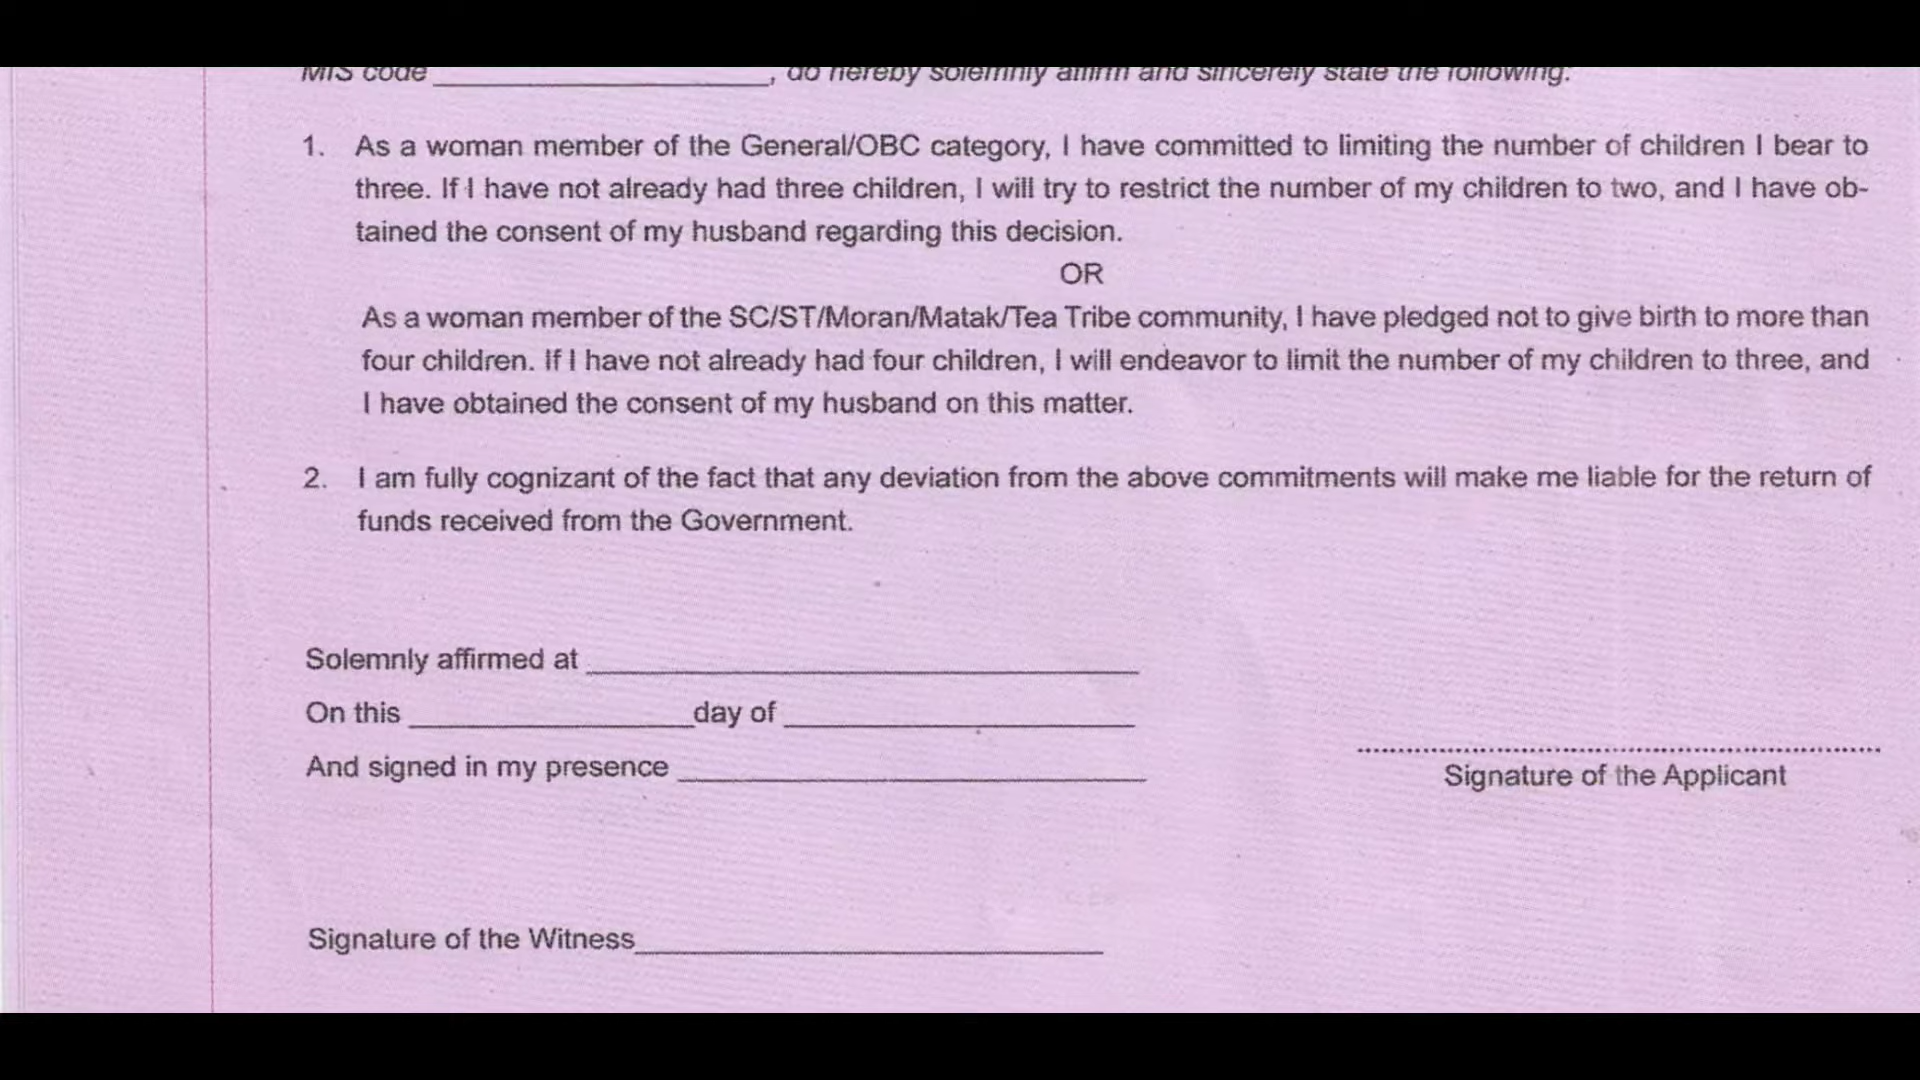 MIS code ____________________, do hereby solemnly affirm and sincerely state the following:
1. As a woman member of the General/OBC category, I have committed to limiting the number of children I bear to
three. If I have not already had three children, I will try to restrict the number of my children to two, and I have ob-
tained the consent of my husband regarding this decision.
OR
As a woman member of the SC/ST/Moran/Matak/Tea Tribe community, I have pledged not to give birth to more than
four children. If I have not already had four children, I will endeavor to limit the number of my children to three, and
I have obtained the consent of my husband on this matter.
2. I am fully cognizant of the fact that any deviation from the above commitments will make me liable for the return of
funds received from the Government.
Solemnly affirmed at ____________________
On this ____________________day of ____________________
And signed in my presence ____________________
....................
Signature of the Applicant
Signature of the Witness____________________